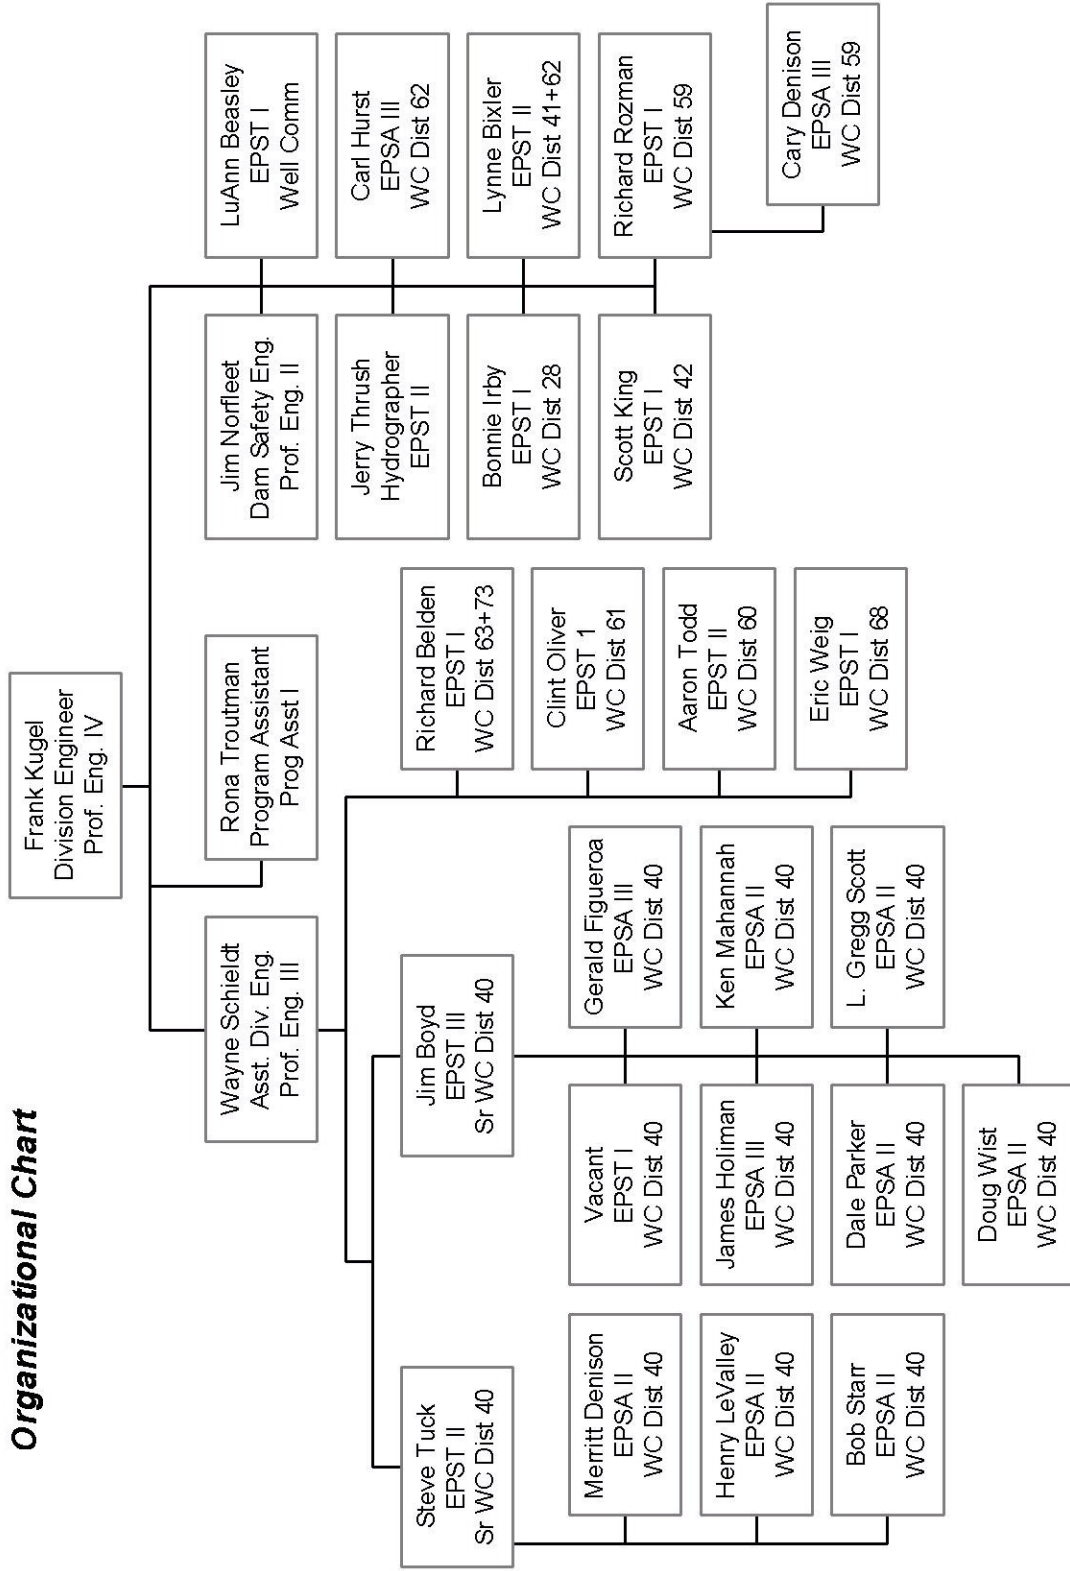 Organizational Chart
Frank Kugel
Division Engineer
Prof. Eng. IV
Wayne Schieldt
Asst. Div. Eng.
Prof. Eng. III
Rona Troutman
Program Assistant
Prog Asst I
Jim Norfleet
Dam Safety Eng.
Prof. Eng. II
LuAnn Beasley
EPST I
Well Comm
Jerry Thrush
Hydrographer
EPST II
Carl Hurst
EPSA III
WC Dist 62
Bonnie Irby
EPST I
WC Dist 28
Lynne Bixler
EPST II
WC Dist 41+62
Scott King
EPST I
WC Dist 42
Richard Rozman
EPST I
WC Dist 59
Cary Denison
EPSA III
WC Dist 59
Steve Tuck
EPST II
Sr WC Dist 40
Jim Boyd
EPST III
Sr WC Dist 40
Richard Belden
EPST I
WC Dist 63+73
Clint Oliver
EPST 1
WC Dist 61
Aaron Todd
EPST II
WC Dist 60
Eric Weig
EPST I
WC Dist 68
Merritt Denison
EPSA II
WC Dist 40
Henry LeValley
EPSA II
WC Dist 40
Bob Starr
EPSA II
WC Dist 40
Vacant
EPST I
WC Dist 40
Gerald Figueroa
EPSA III
WC Dist 40
James Holiman
EPSA III
WC Dist 40
Ken Mahannah
EPSA II
WC Dist 40
Dale Parker
EPSA II
WC Dist 40
L. Gregg Scott
EPSA II
WC Dist 40
Doug Wist
EPSA II
WC Dist 40